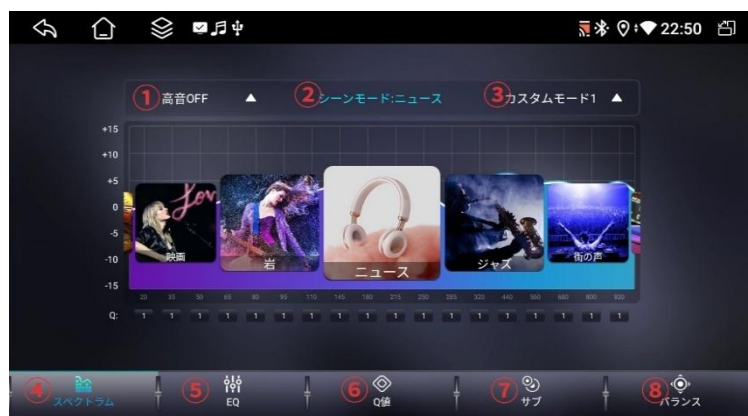 22:50
① 高音OFF
② シーンモード:ニュース
③ カスタムモード1
+15
+10
+5
0
-5
-10
-15
Lov
映画
岩
ニュース
ジャズ
街の声
20 35 50 65 80 95 110 145 180 215 250 285 320 440 560 680 800 920
Q: 1 1 1 1 1 1 1 1 1 1 1 1 1 1 1 1 1 1
④ スペクトラム
⑤ EQ
⑥ Q値
⑦ サブ
⑧ バランス